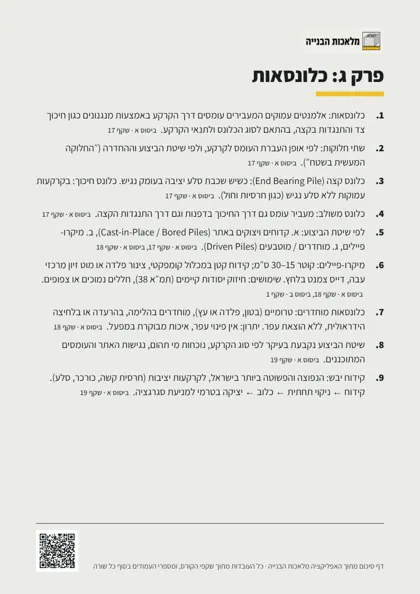 מלאכות הבנייה
פרק ג: כלונסאות
1. כלונסאות: אלמנטים עמוקים המעבירים עומסים דרך הקרקע באמצעות מנגנונים כגון חיכוך
צד והתנגדות בקצה, בהתאם לסוג הכלונס ולתנאי הקרקע. ביסוס א · שקף 17
2. שתי חלוקות: לפי אופן העברת העומס לקרקע, ולפי שיטת הביצוע וההחדרה ("החלוקה
המעשית בשטח"). ביסוס א · שקף 17
3. כלונס קצה (End Bearing Pile): כשיש שכבת סלע יציבה בעומק נגיש. כלונס חיכוך: בקרקעות
עמוקות ללא סלע נגיש (כגון חרסיות וחול). ביסוס א · שקף 17
4. כלונס משולב: מעביר עומס גם דרך החיכוך בדפנות וגם דרך התנגדות הקצה. ביסוס א · שקף 17
5. לפי שיטת הביצוע: א. קדוחים ויצוקים באתר (Cast-in-Place / Bored Piles), ב. מיקרו-
פיילים, ג. מוחדרים / מוטבעים (Driven Piles). ביסוס א · שקף 17, ביסוס א · שקף 18
6. מיקרו-פיילים: קוטר 15–30 ס"מ; קידוח קטן במכלול קומפקטי, צינור פלדה או מוט זיון מרכזי
עבה, דייס צמנט בלחץ. שימושים: חיזוק יסודות קיימים (תמ"א 38), חללים נמוכים או צפופים.
ביסוס א · שקף 18, ביסוס ב · שקף 1
7. כלונסאות מוחדרים: טרומיים (בטון, פלדה או עץ), מוחדרים בהלימה, בהרעדה או בלחיצה
הידראולית, ללא הוצאת עפר. יתרון: אין פינוי עפר, איכות מבוקרת במפעל. ביסוס א · שקף 18
8. שיטת הביצוע נקבעת בעיקר לפי סוג הקרקע, נוכחות מי תהום, נגישות האתר והעומסים
המתוכננים. ביסוס א · שקף 19
9. קידוח יבש: הנפוצה והפשוטה ביותר בישראל, לקרקעות יציבות (חרסית קשה, כורכר, סלע).
קידוח ← ניקוי תחתית ← כלוב ← יציקה בטרמי למניעת סגרגציה. ביסוס א · שקף 19
דף סיכום מתוך האפליקציה מלאכות הבנייה · כל העובדות מתוך שקפי הקורס, ומספרי העמודים בסוף כל שורה